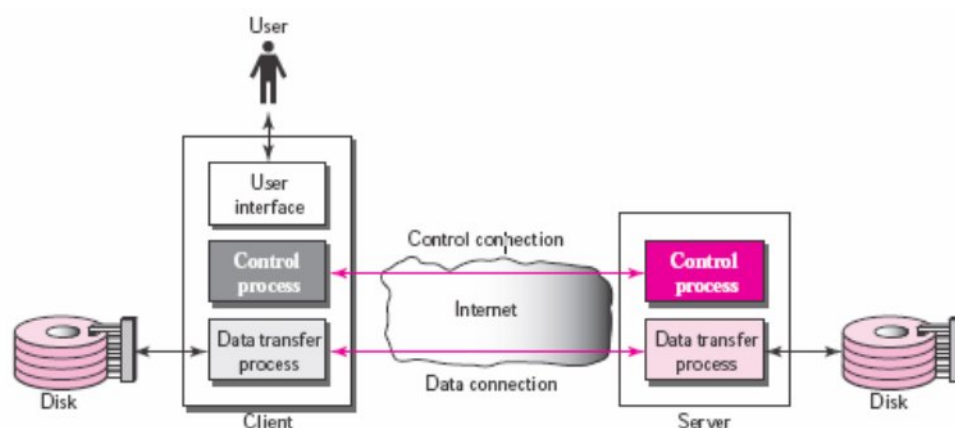 User
User
interface
Control connection
Control
process
Control
process
Internet
Data transfer
process
Data transfer
process
Data connection
Disk
Client
Server
Disk